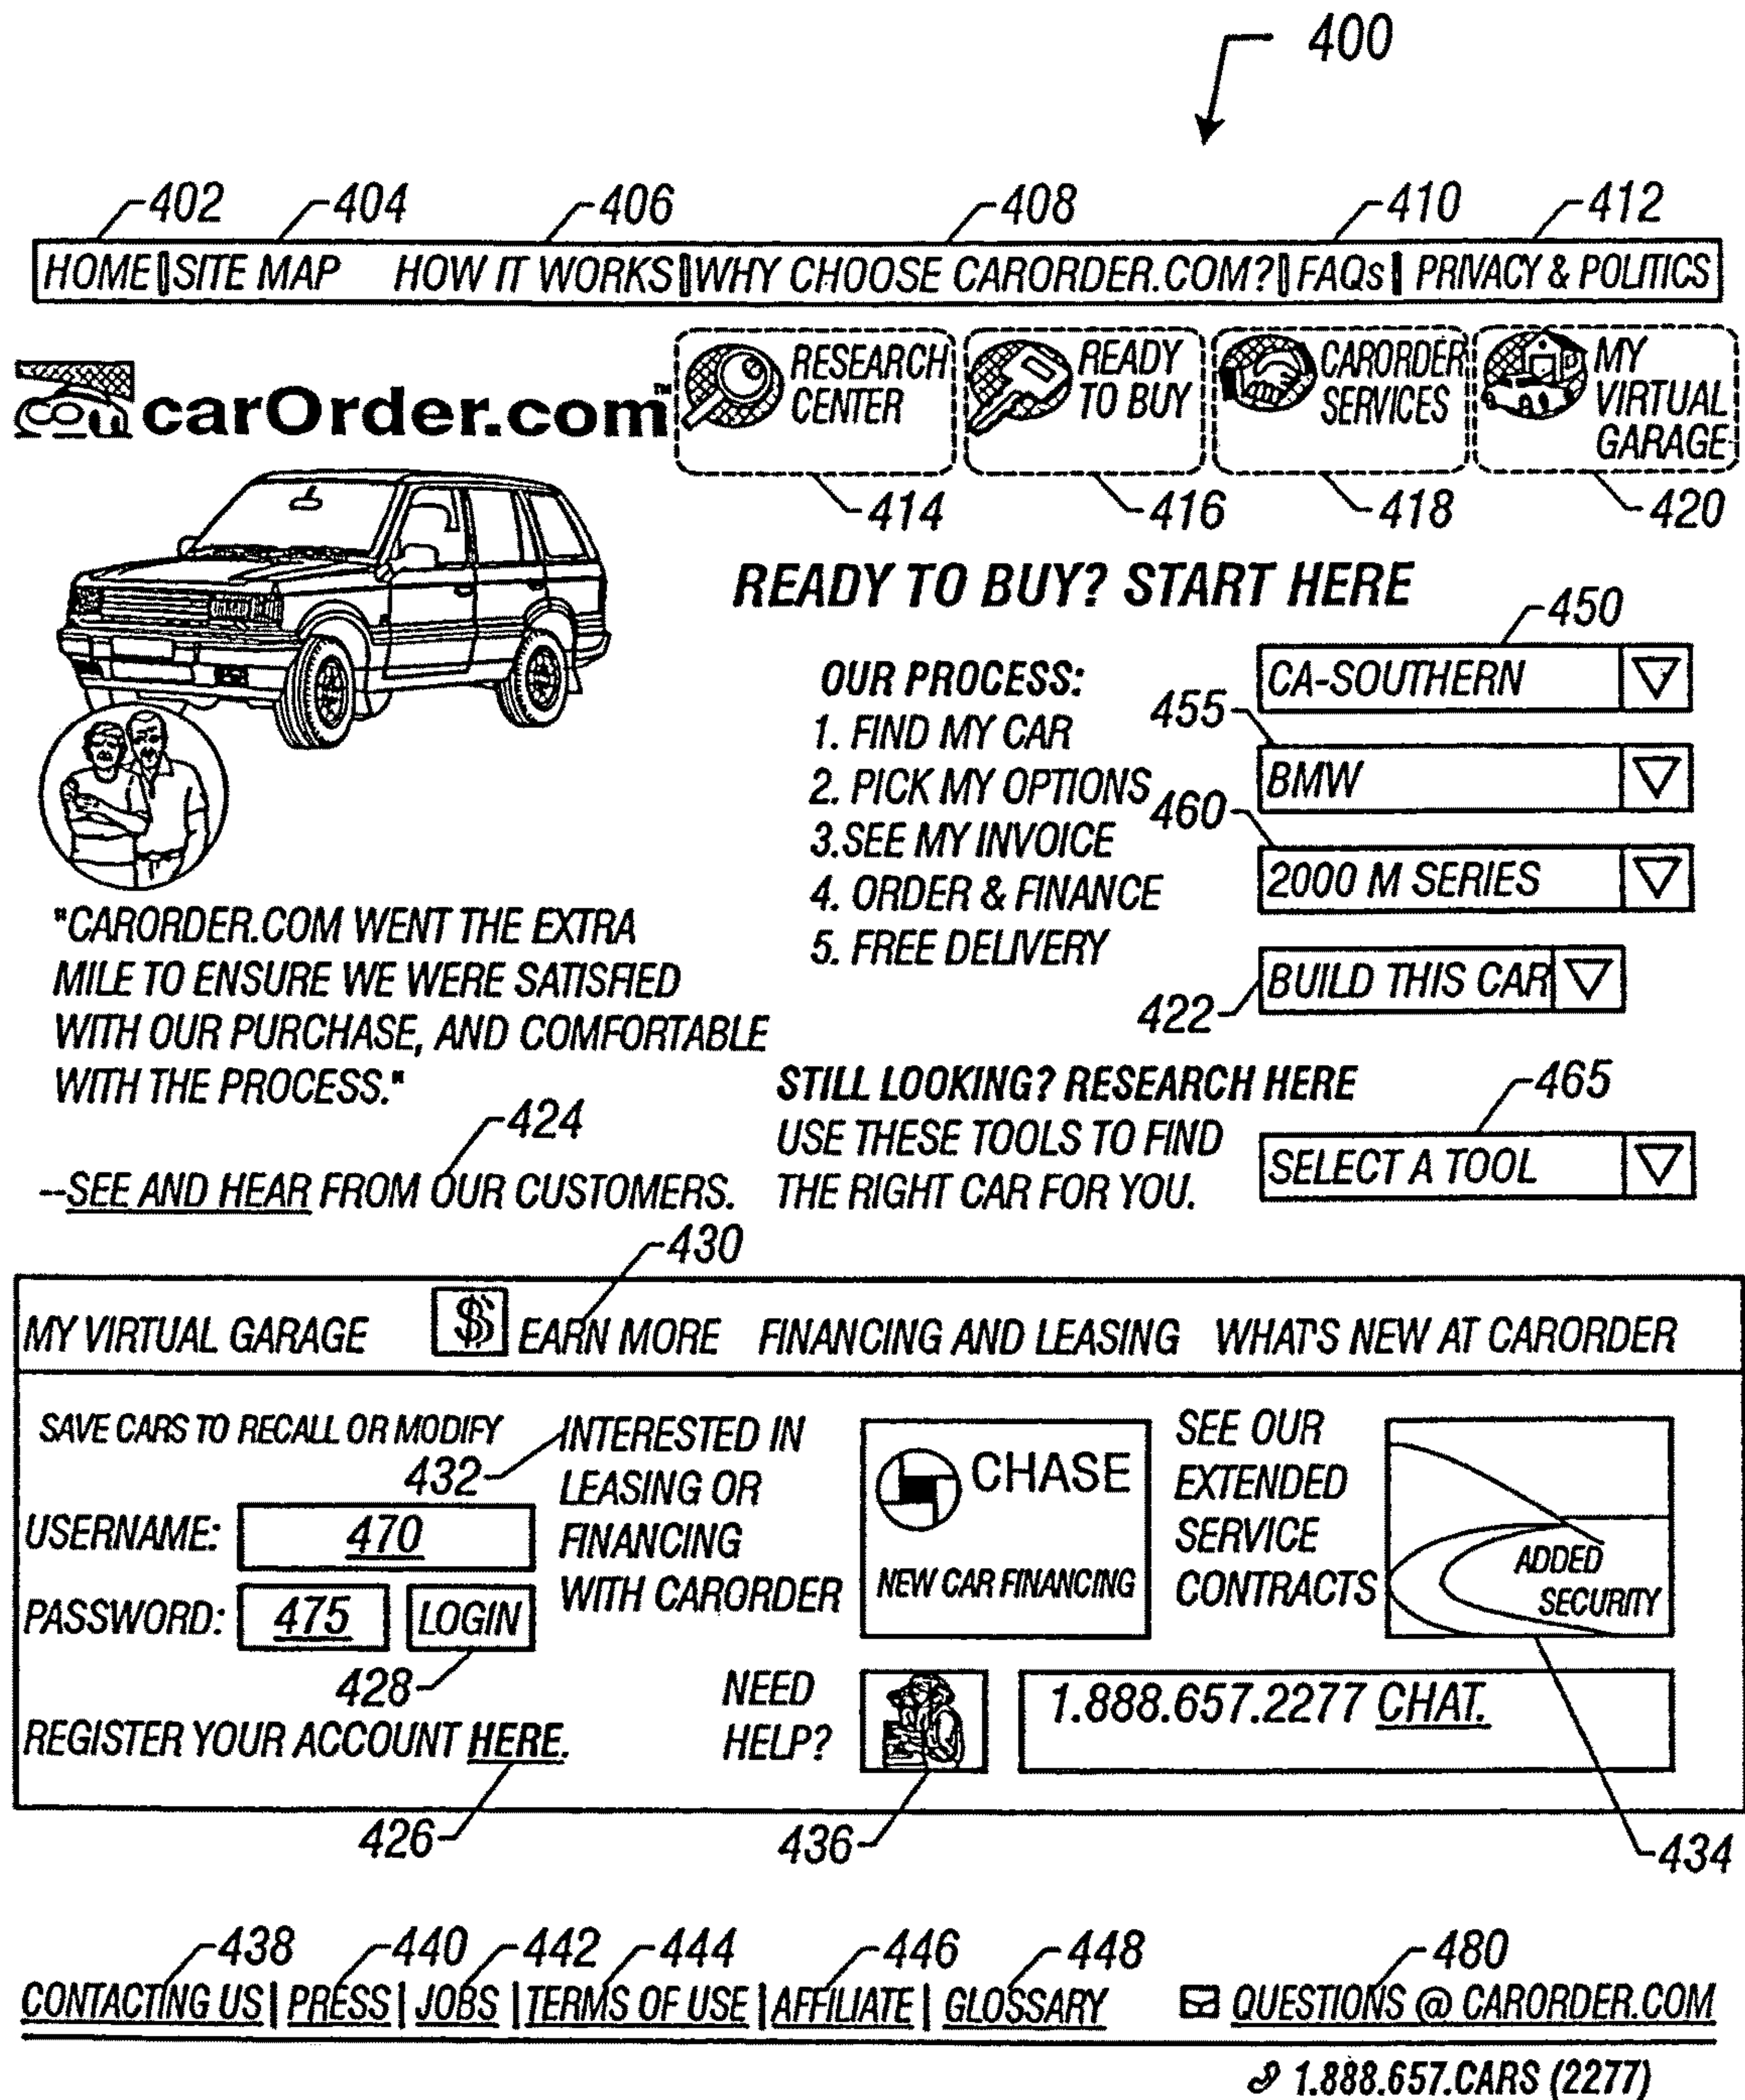 400
402 404 406 408 410 412
HOME | SITE MAP HOW IT WORKS | WHY CHOOSE CARORDER.COM? | FAQs | PRIVACY & POLITICS
carOrder.com™
RESEARCH
CENTER
READY
TO BUY
CARORDER
SERVICES
MY
VIRTUAL
GARAGE
414 416 418 420
READY TO BUY? START HERE
450
OUR PROCESS:
1. FIND MY CAR
2. PICK MY OPTIONS
3.SEE MY INVOICE
4. ORDER & FINANCE
5. FREE DELIVERY
CA-SOUTHERN
455
BMW
460
2000 M SERIES
BUILD THIS CAR
422
"CARORDER.COM WENT THE EXTRA
MILE TO ENSURE WE WERE SATISFIED
WITH OUR PURCHASE, AND COMFORTABLE
WITH THE PROCESS."
424
--SEE AND HEAR FROM OUR CUSTOMERS.
STILL LOOKING? RESEARCH HERE
USE THESE TOOLS TO FIND
THE RIGHT CAR FOR YOU.
465
SELECT A TOOL
430
MY VIRTUAL GARAGE $ EARN MORE FINANCING AND LEASING WHAT'S NEW AT CARORDER
SAVE CARS TO RECALL OR MODIFY
432
USERNAME: 470
PASSWORD: 475 LOGIN
428
REGISTER YOUR ACCOUNT HERE.
426
INTERESTED IN
LEASING OR
FINANCING
WITH CARORDER
CHASE
NEW CAR FINANCING
SEE OUR
EXTENDED
SERVICE
CONTRACTS
ADDED
SECURITY
NEED
HELP?
1.888.657.2277 CHAT.
436
434
438 440 442 444 446 448 480
CONTACTING US | PRESS | JOBS | TERMS OF USE | AFFILIATE | GLOSSARY QUESTIONS @ CARORDER.COM
1.888.657.CARS (2277)